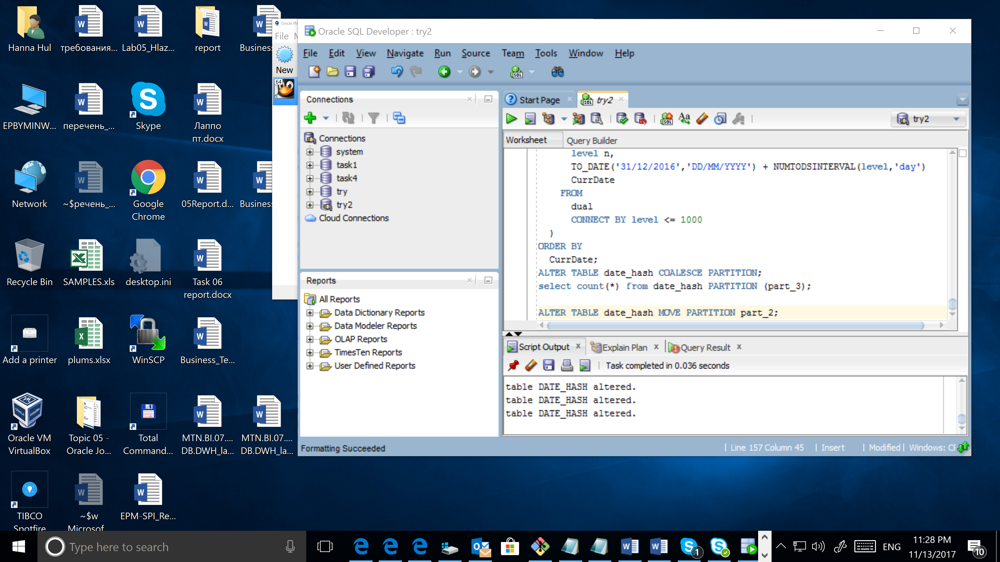 Hanna Hul
требования...
Lab05_Hlaz...
report
Business
EPBYMINW...
перечень_...
Skype
Лаппо
пт.docx
Network
~$речень_...
Google
Chrome
05Report.d...
Business
Recycle Bin
SAMPLES.xls
desktop.ini
Task 06
report.docx
Add a printer
plums.xlsx
WinSCP
Business_Te...
Oracle VM
VirtualBox
Topic 05 -
Oracle Jo...
Total
Command...
MTN.BI.07....
DB.DWH_la...
MTN.BI.07....
DB.DWH_la...
TIBCO
Spotfire
~$w
Microsof
EPM-SPI_Re...
Oracle VM
File
New
64
Oracle SQL Developer : try2
File Edit View Navigate Run Source Team Tools Window Help
Connections
Connections
system
task1
task4
try
try2
Cloud Connections
Reports
All Reports
Data Dictionary Reports
Data Modeler Reports
OLAP Reports
TimesTen Reports
User Defined Reports
Start Page
try2
try2
Worksheet Query Builder
level n,
TO_DATE('31/12/2016','DD/MM/YYYY') + NUMTODSINTERVAL(level,'day')
CurrDate
FROM
dual
CONNECT BY level <= 1000
)
ORDER BY
CurrDate;
ALTER TABLE date_hash COALESCE PARTITION;
select count(*) from date_hash PARTITION (part_3);
ALTER TABLE date_hash MOVE PARTITION part_2;
Script Output Explain Plan Query Result
Task completed in 0.036 seconds
table DATE_HASH altered.
table DATE_HASH altered.
table DATE_HASH altered.
Formatting Succeeded
Line 157 Column 45 | Insert | Modified | Windows:
Type here to search
1
ENG
11:28 PM
11/13/2017
10